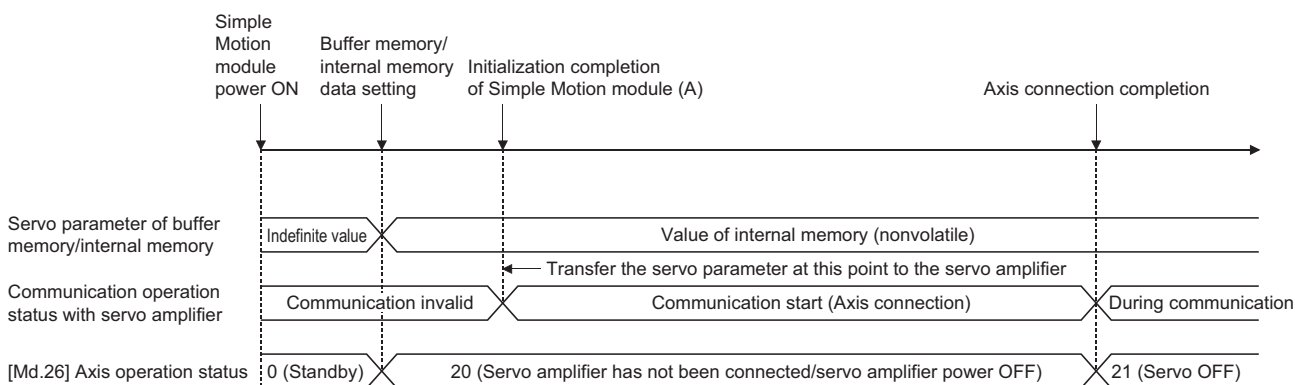 Simple
Motion
module
power ON
Buffer memory/
internal memory
data setting
Initialization completion
of Simple Motion module (A)
Axis connection completion
Servo parameter of buffer
memory/internal memory
Indefinite value
Value of internal memory (nonvolatile)
Transfer the servo parameter at this point to the servo amplifier
Communication operation
status with servo amplifier
Communication invalid
Communication start (Axis connection)
During communication
[Md.26] Axis operation status
0 (Standby)
20 (Servo amplifier has not been connected/servo amplifier power OFF)
21 (Servo OFF)